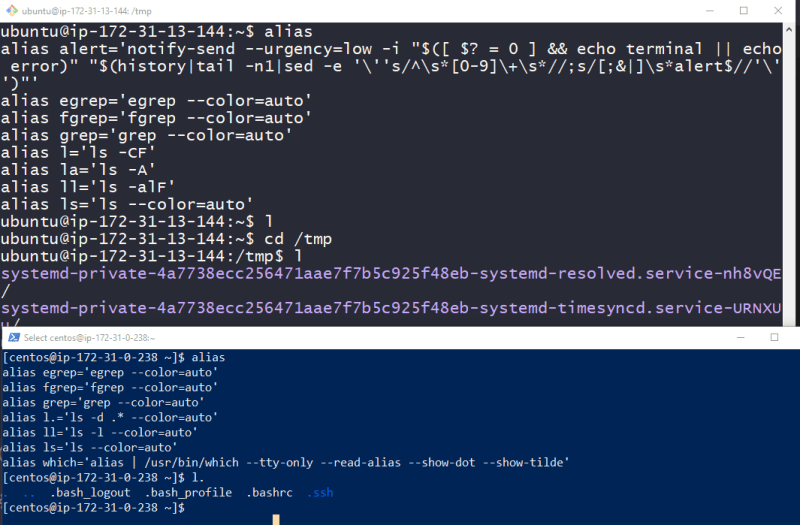 ubuntu@ip-172-31-13-144: /tmp
ubuntu@ip-172-31-13-144:~$ alias
alias alert='notify-send --urgency=low -i "$([ $? = 0 ] && echo terminal || echo
 error)" "$(history|tail -n1|sed -e '\''s/^\s*[0-9]\+\s*//;s/[;&|]\s*alert$//'\'
')"'
alias egrep='egrep --color=auto'
alias fgrep='fgrep --color=auto'
alias grep='grep --color=auto'
alias l='ls -CF'
alias la='ls -A'
alias ll='ls -alF'
alias ls='ls --color=auto'
ubuntu@ip-172-31-13-144:~$ l
ubuntu@ip-172-31-13-144:~$ cd /tmp
ubuntu@ip-172-31-13-144:/tmp$ l
systemd-private-4a7738ecc256471aae7f7b5c925f48eb-systemd-resolved.service-nh8vQE
/
systemd-private-4a7738ecc256471aae7f7b5c925f48eb-systemd-timesyncd.service-URNXU
u/
Select centos@ip-172-31-0-238:~
[centos@ip-172-31-0-238 ~]$ alias
alias egrep='egrep --color=auto'
alias fgrep='fgrep --color=auto'
alias grep='grep --color=auto'
alias l.='ls -d .* --color=auto'
alias ll='ls -l --color=auto'
alias ls='ls --color=auto'
alias which='alias | /usr/bin/which --tty-only --read-alias --show-dot --show-tilde'
[centos@ip-172-31-0-238 ~]$ l.
.  ..  .bash_logout  .bash_profile  .bashrc  .ssh
[centos@ip-172-31-0-238 ~]$